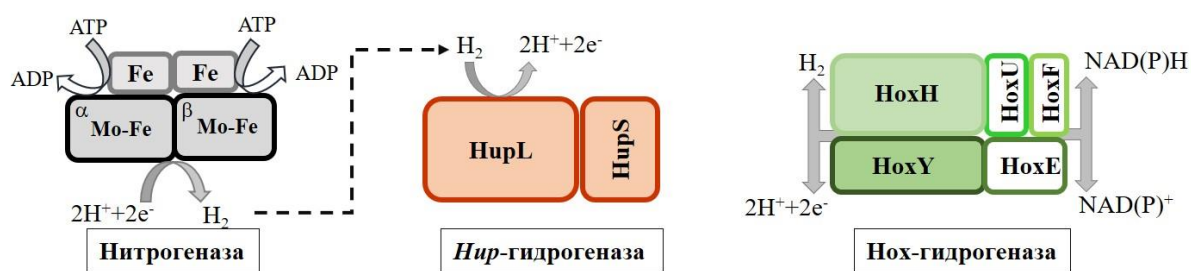 ATP
ATP
ADP
Fe
Fe
ADP
α
Mo-Fe
β
Mo-Fe
2H⁺+2e⁻
H₂
Нитрогеназа
H₂
2H⁺+2e⁻
HupL
HupS
Hup-гидрогеназа
H₂
NAD(P)H
HoxH
HoxU
HoxF
HoxY
HoxE
2H⁺+2e⁻
NAD(P)⁺
Hox-гидрогеназа